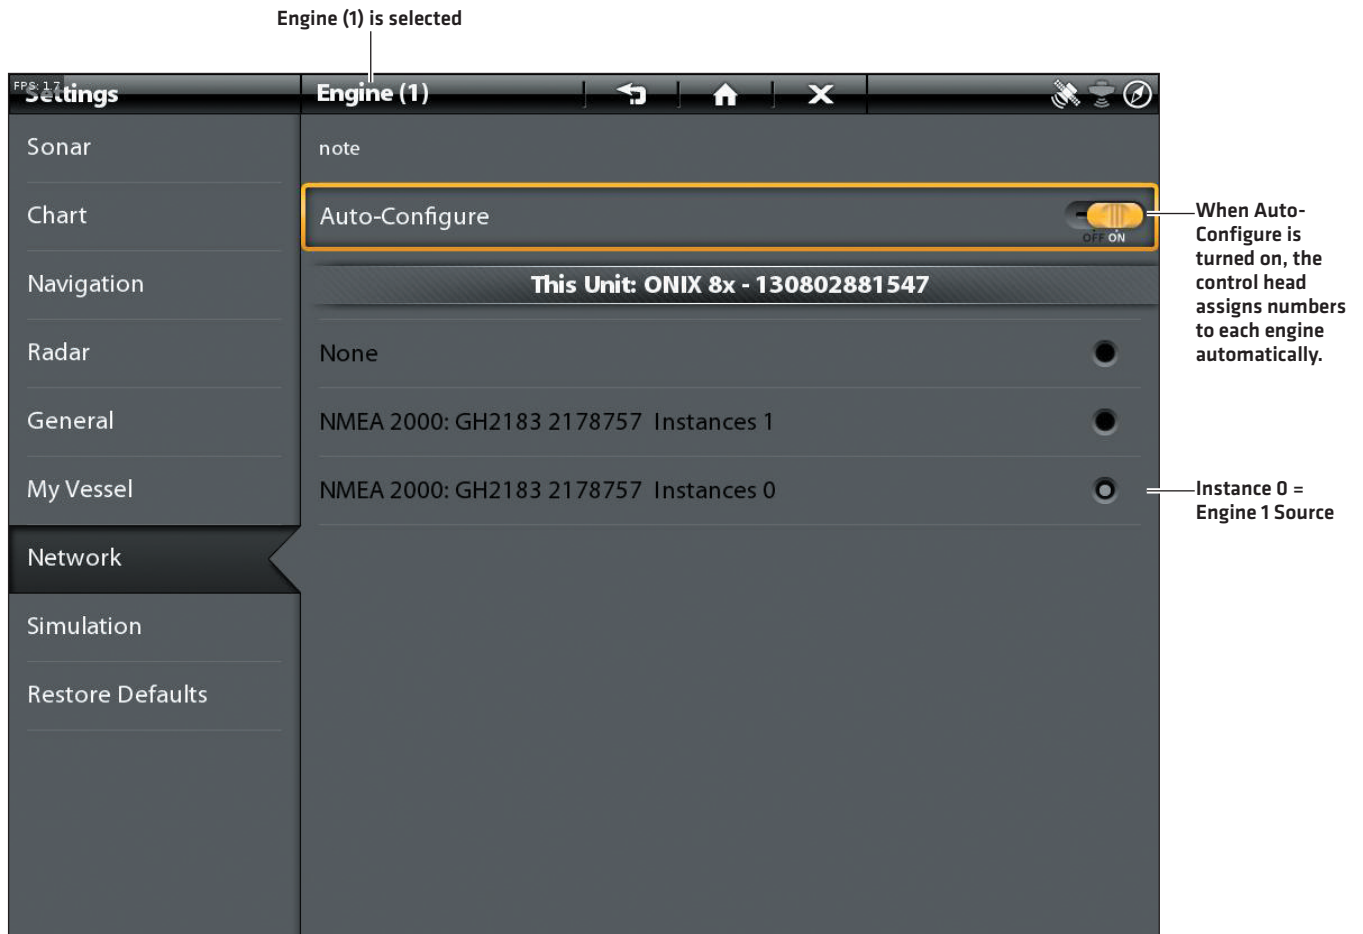 Engine (1) is selected
FPS: 1.7
Settings
Engine (1)
Sonar
note
Chart
Auto-Configure
OFF ON
When Auto-
Configure is
turned on, the
control head
assigns numbers
to each engine
automatically.
Navigation
This Unit: ONIX 8x - 130802881547
Radar
None
General
NMEA 2000: GH2183 2178757 Instances 1
My Vessel
NMEA 2000: GH2183 2178757 Instances 0
Instance 0 =
Engine 1 Source
Network
Simulation
Restore Defaults